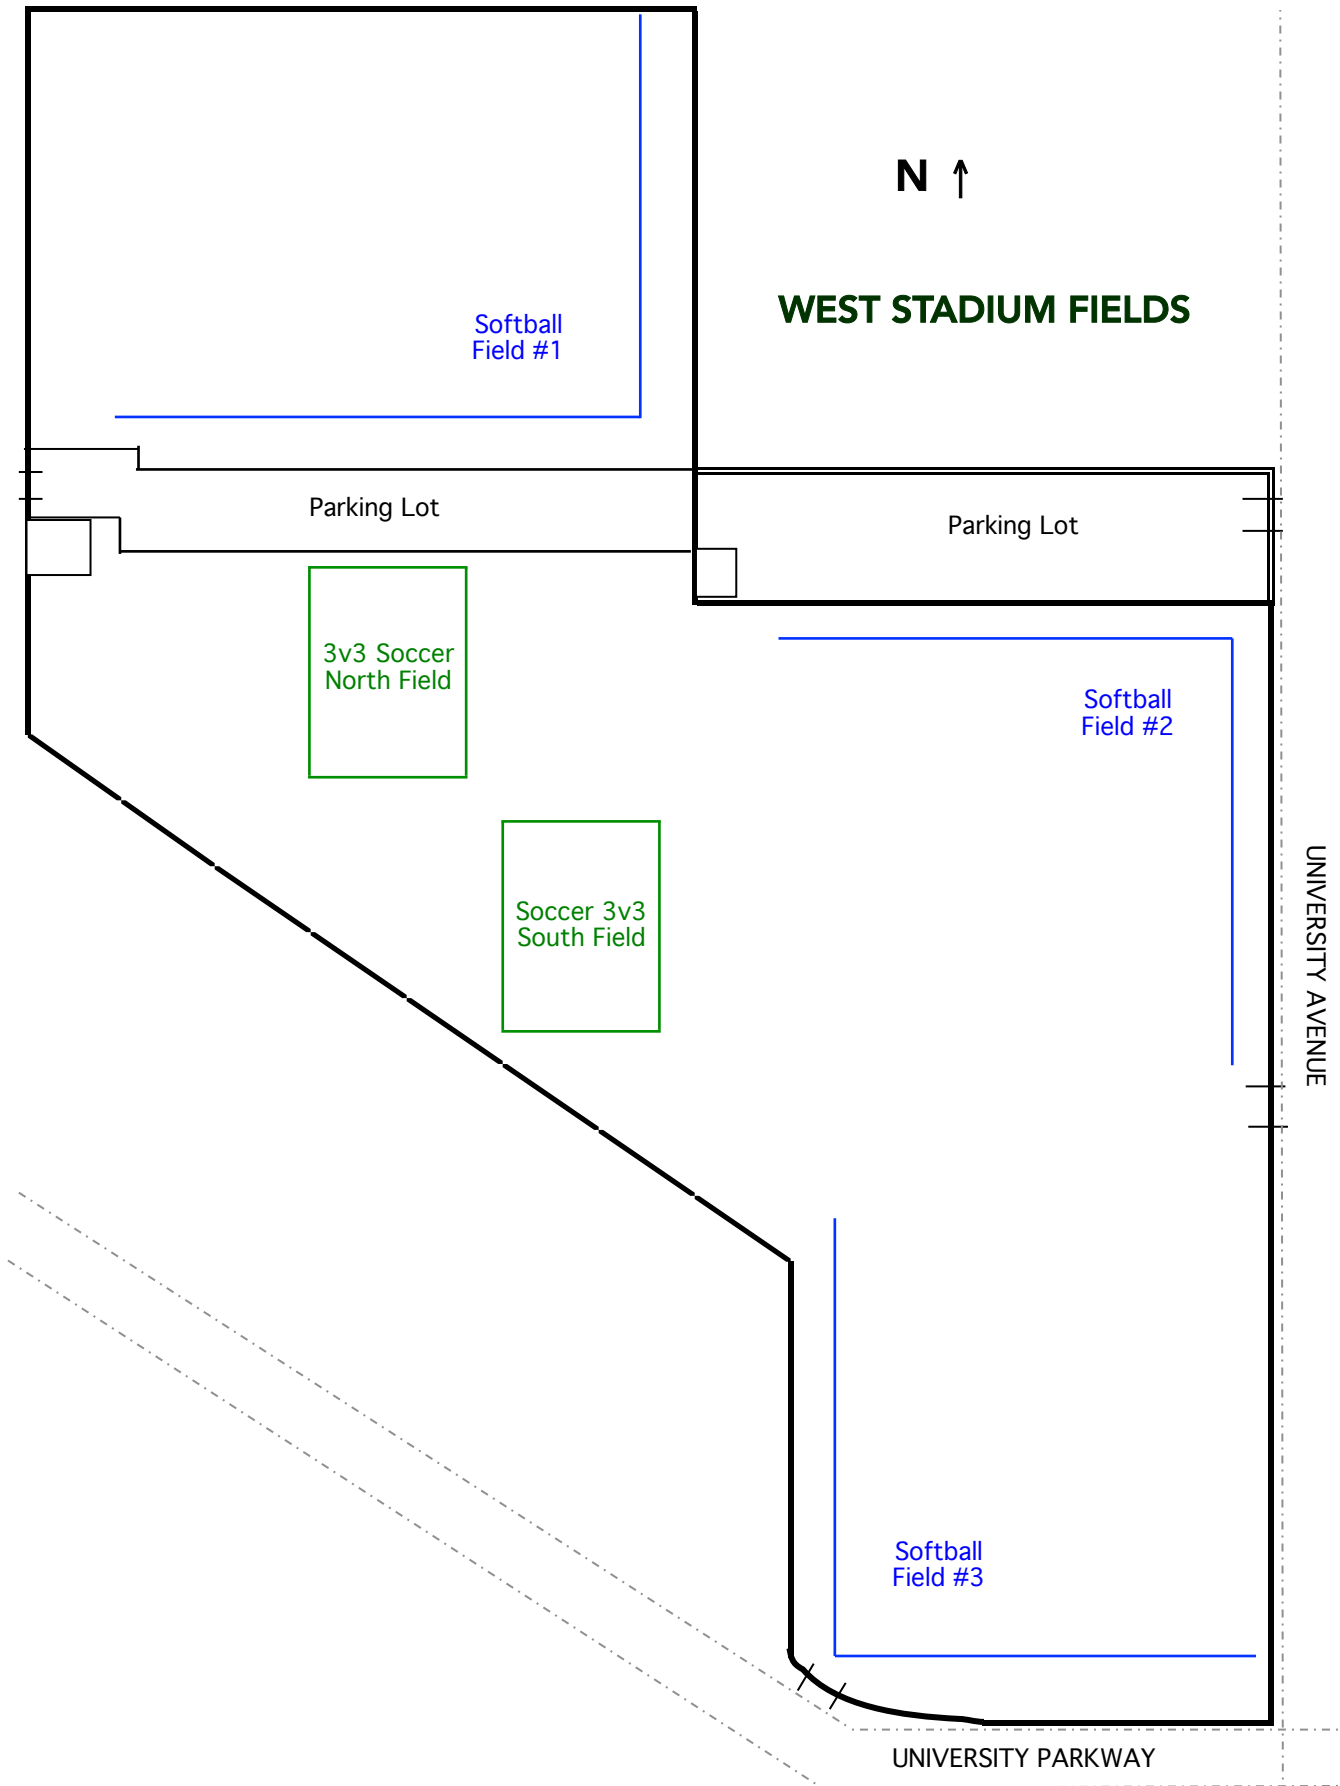 N
WEST STADIUM FIELDS
Softball
Field #1
Parking Lot
Parking Lot
3v3 Soccer
North Field
Softball
Field #2
Soccer 3v3
South Field
UNIVERSITY AVENUE
Softball
Field #3
UNIVERSITY PARKWAY